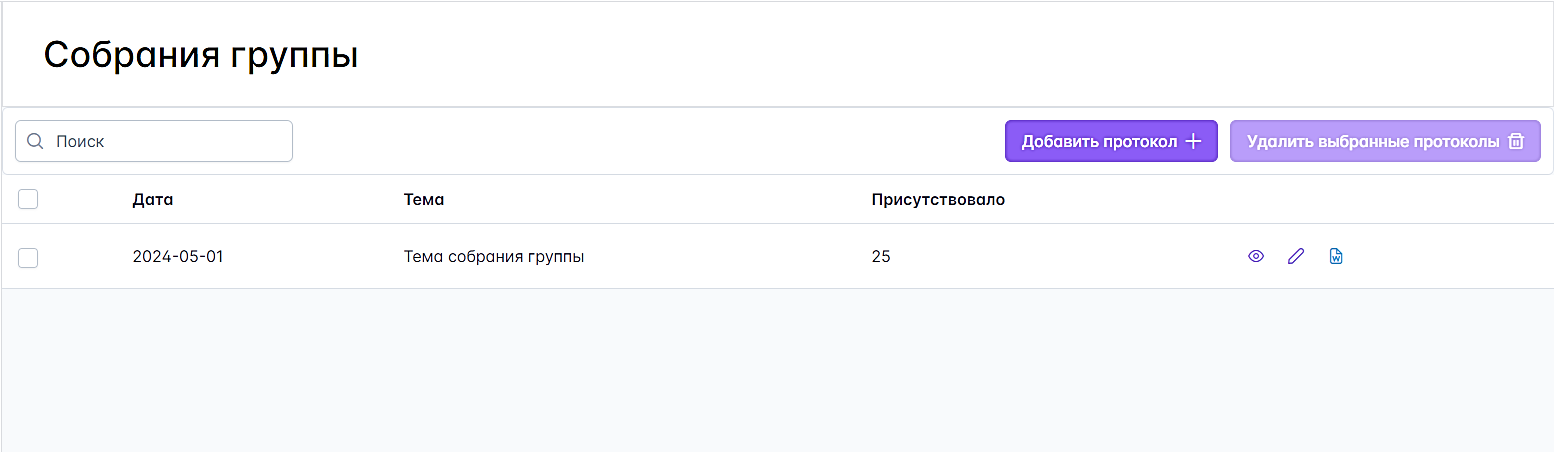 Собрания группы
Поиск
Добавить протокол
Удалить выбранные протоколы
Дата Тема Присутствовало
2024-05-01 Тема собрания группы 25